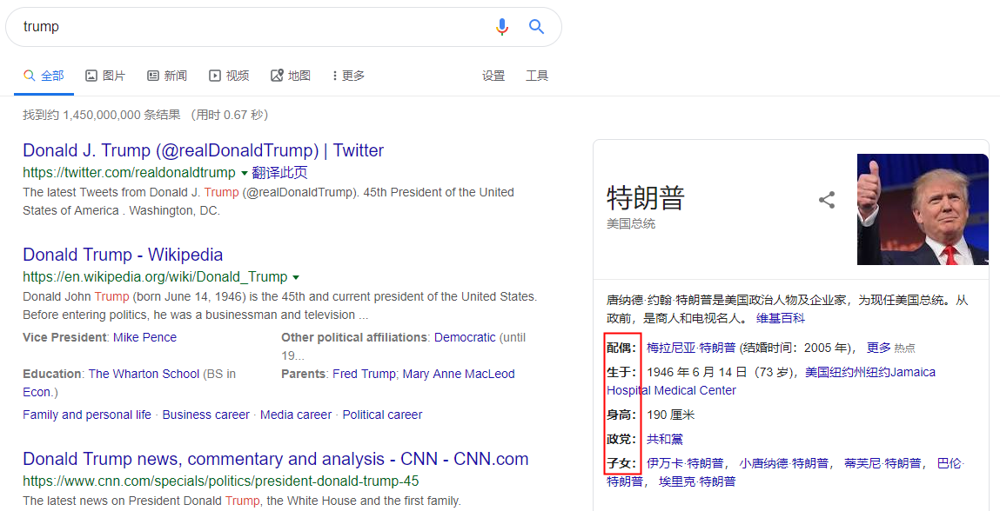 trump
全部 图片 新闻 视频 地图 更多 设置 工具
找到约 1,450,000,000 条结果 （用时 0.67 秒）
Donald J. Trump (@realDonaldTrump) | Twitter
https://twitter.com/realdonaldtrump 翻译此页
The latest Tweets from Donald J. Trump (@realDonaldTrump). 45th President of the United
States of America . Washington, DC.
Donald Trump - Wikipedia
https://en.wikipedia.org/wiki/Donald_Trump
Donald John Trump (born June 14, 1946) is the 45th and current president of the United States.
Before entering politics, he was a businessman and television ...
Vice President: Mike Pence
Other political affiliations: Democratic (until
19...
Education: The Wharton School (BS in
Econ.)
Parents: Fred Trump; Mary Anne MacLeod
Family and personal life · Business career · Media career · Political career
Donald Trump news, commentary and analysis - CNN - CNN.com
https://www.cnn.com/specials/politics/president-donald-trump-45
The latest news on President Donald Trump, the White House and the first family.
特朗普
美国总统
唐纳德·约翰·特朗普是美国政治人物及企业家，为现任美国总统。从
政前，是商人和电视名人。 维基百科
配偶： 梅拉尼亚·特朗普 (结婚时间：2005 年)， 更多 热点
生于： 1946 年 6 月 14 日（73 岁)，美国纽约州纽约Jamaica
Hospital Medical Center
身高： 190 厘米
政党： 共和黨
子女： 伊万卡·特朗普， 小唐纳德·特朗普， 蒂芙尼·特朗普， 巴伦·
特朗普， 埃里克·特朗普